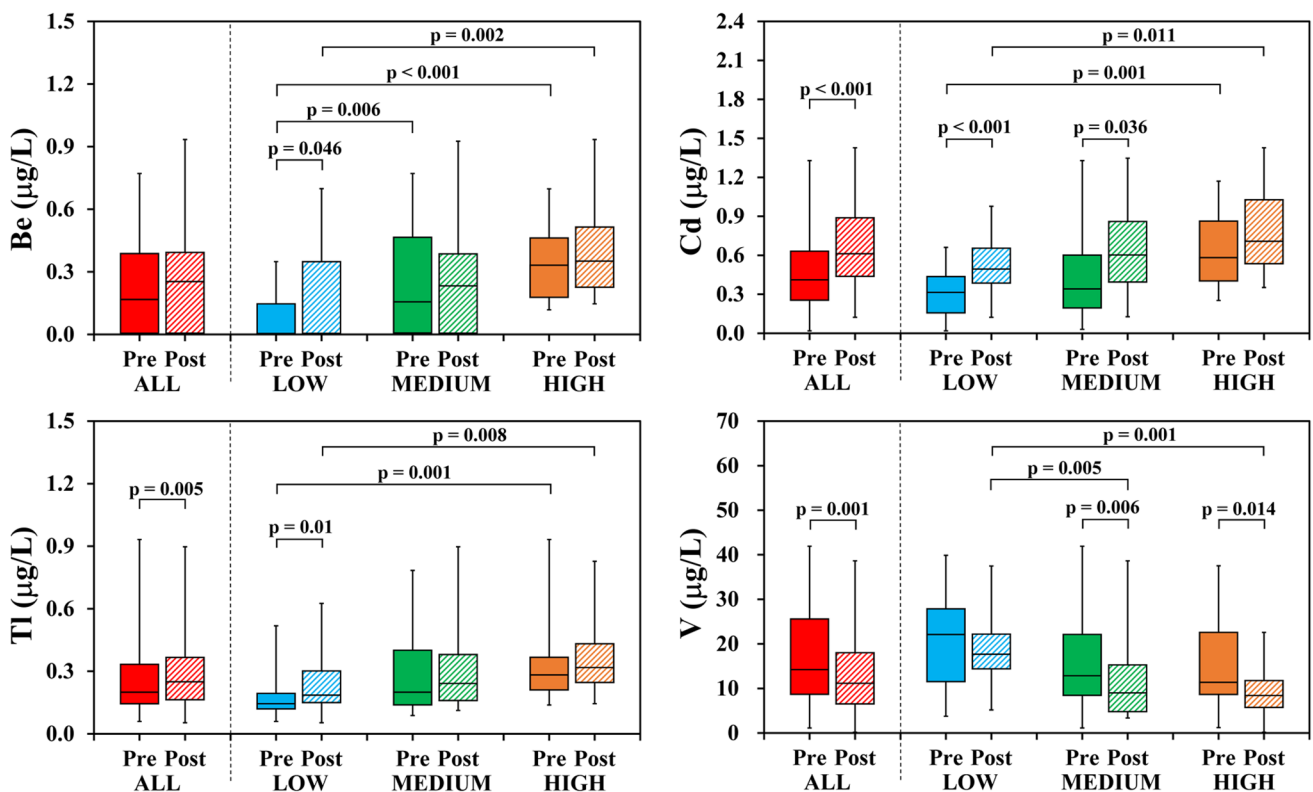 Be (µg/L)
1.5
1.2
0.9
0.6
0.3
0.0
p = 0.002
p < 0.001
p = 0.006
p = 0.046
Pre Post Pre Post Pre Post Pre Post
ALL LOW MEDIUM HIGH
Cd (µg/L)
2.4
2.1
1.8
1.5
1.2
0.9
0.6
0.3
0.0
p = 0.011
p = 0.001
p < 0.001
p <0.001
p = 0.036
Pre Post Pre Post Pre Post Pre Post
ALL LOW MEDIUM HIGH
Tl (µg/L)
1.5
1.2
0.9
0.6
0.3
0.0
p = 0.008
p = 0.001
p = 0.005
p = 0.01
Pre Post Pre Post Pre Post Pre Post
ALL LOW MEDIUM HIGH
V (µg/L)
70
60
50
40
30
20
10
0
p = 0.001
p = 0.005
p = 0.001
p = 0.006
p = 0.014
Pre Post Pre Post Pre Post Pre Post
ALL LOW MEDIUM HIGH